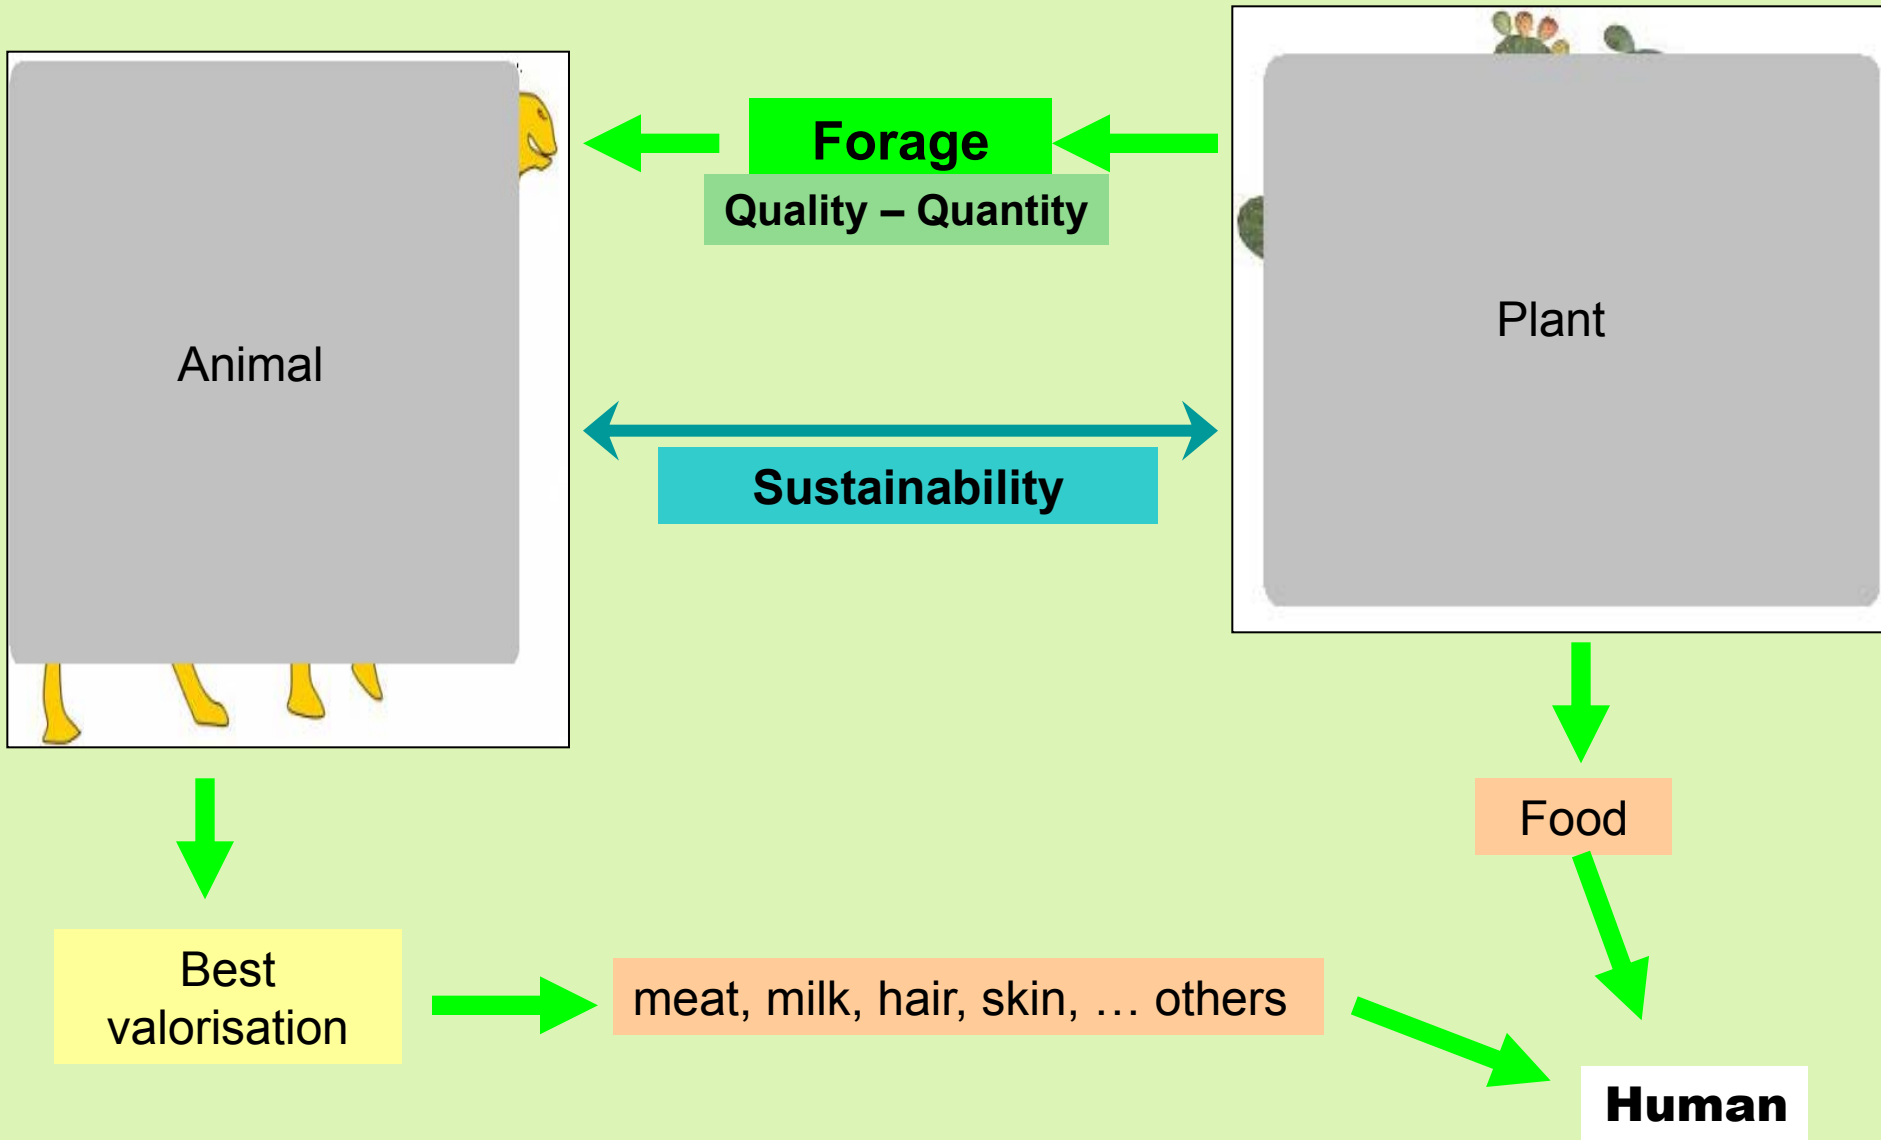 Forage
Quality – Quantity
Animal
Plant
Sustainability
Food
Best
valorisation
meat, milk, hair, skin, … others
Human